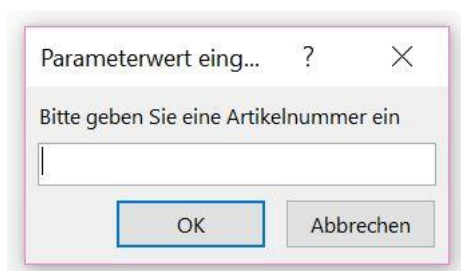 Parameterwert eing... ?
Bitte geben Sie eine Artikelnummer ein
OK Abbrechen